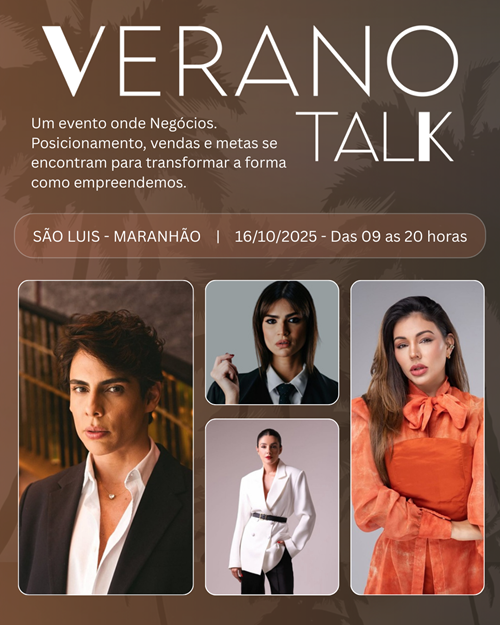 VERANO
TALK
Um evento onde Negócios.
Posicionamento, vendas e metas se
encontram para transformar a forma
como empreendemos.
SÃO LUIS - MARANHÃO | 16/10/2025 - Das 09 as 20 horas